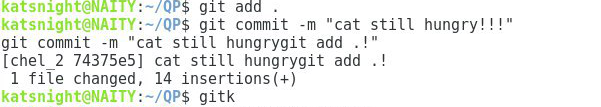 katsnight@NAITY:~/QP$ git add .
katsnight@NAITY:~/QP$ git commit -m "cat still hungry!!!"
git commit -m "cat still hungrygit add .!"
[chel_2 74375e5] cat still hungrygit add .!
 1 file changed, 14 insertions(+)
katsnight@NAITY:~/QP$ gitk